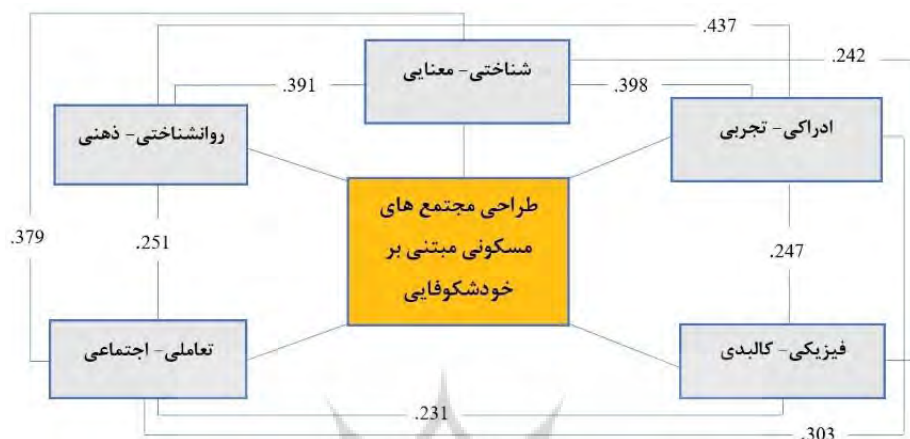 .437
شناختی- معنایی
.242
.391
.398
روانشناختی- ذهنی
ادراکی- تجربی
طراحی مجتمع های
مسکونی مبتنی بر
خودشکوفایی
.379
.251
.247
تعاملی- اجتماعی
فیزیکی- کالبدی
.231
.303